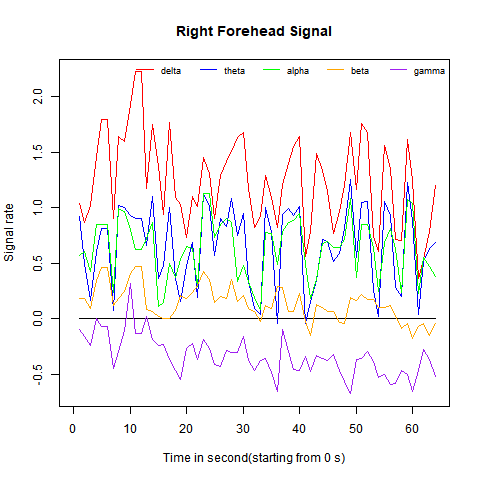 Right Forehead Signal
delta theta alpha beta gamma
Signal rate
2.0
1.5
1.0
0.5
0.0
-0.5
0 10 20 30 40 50 60
Time in second(starting from 0 s)